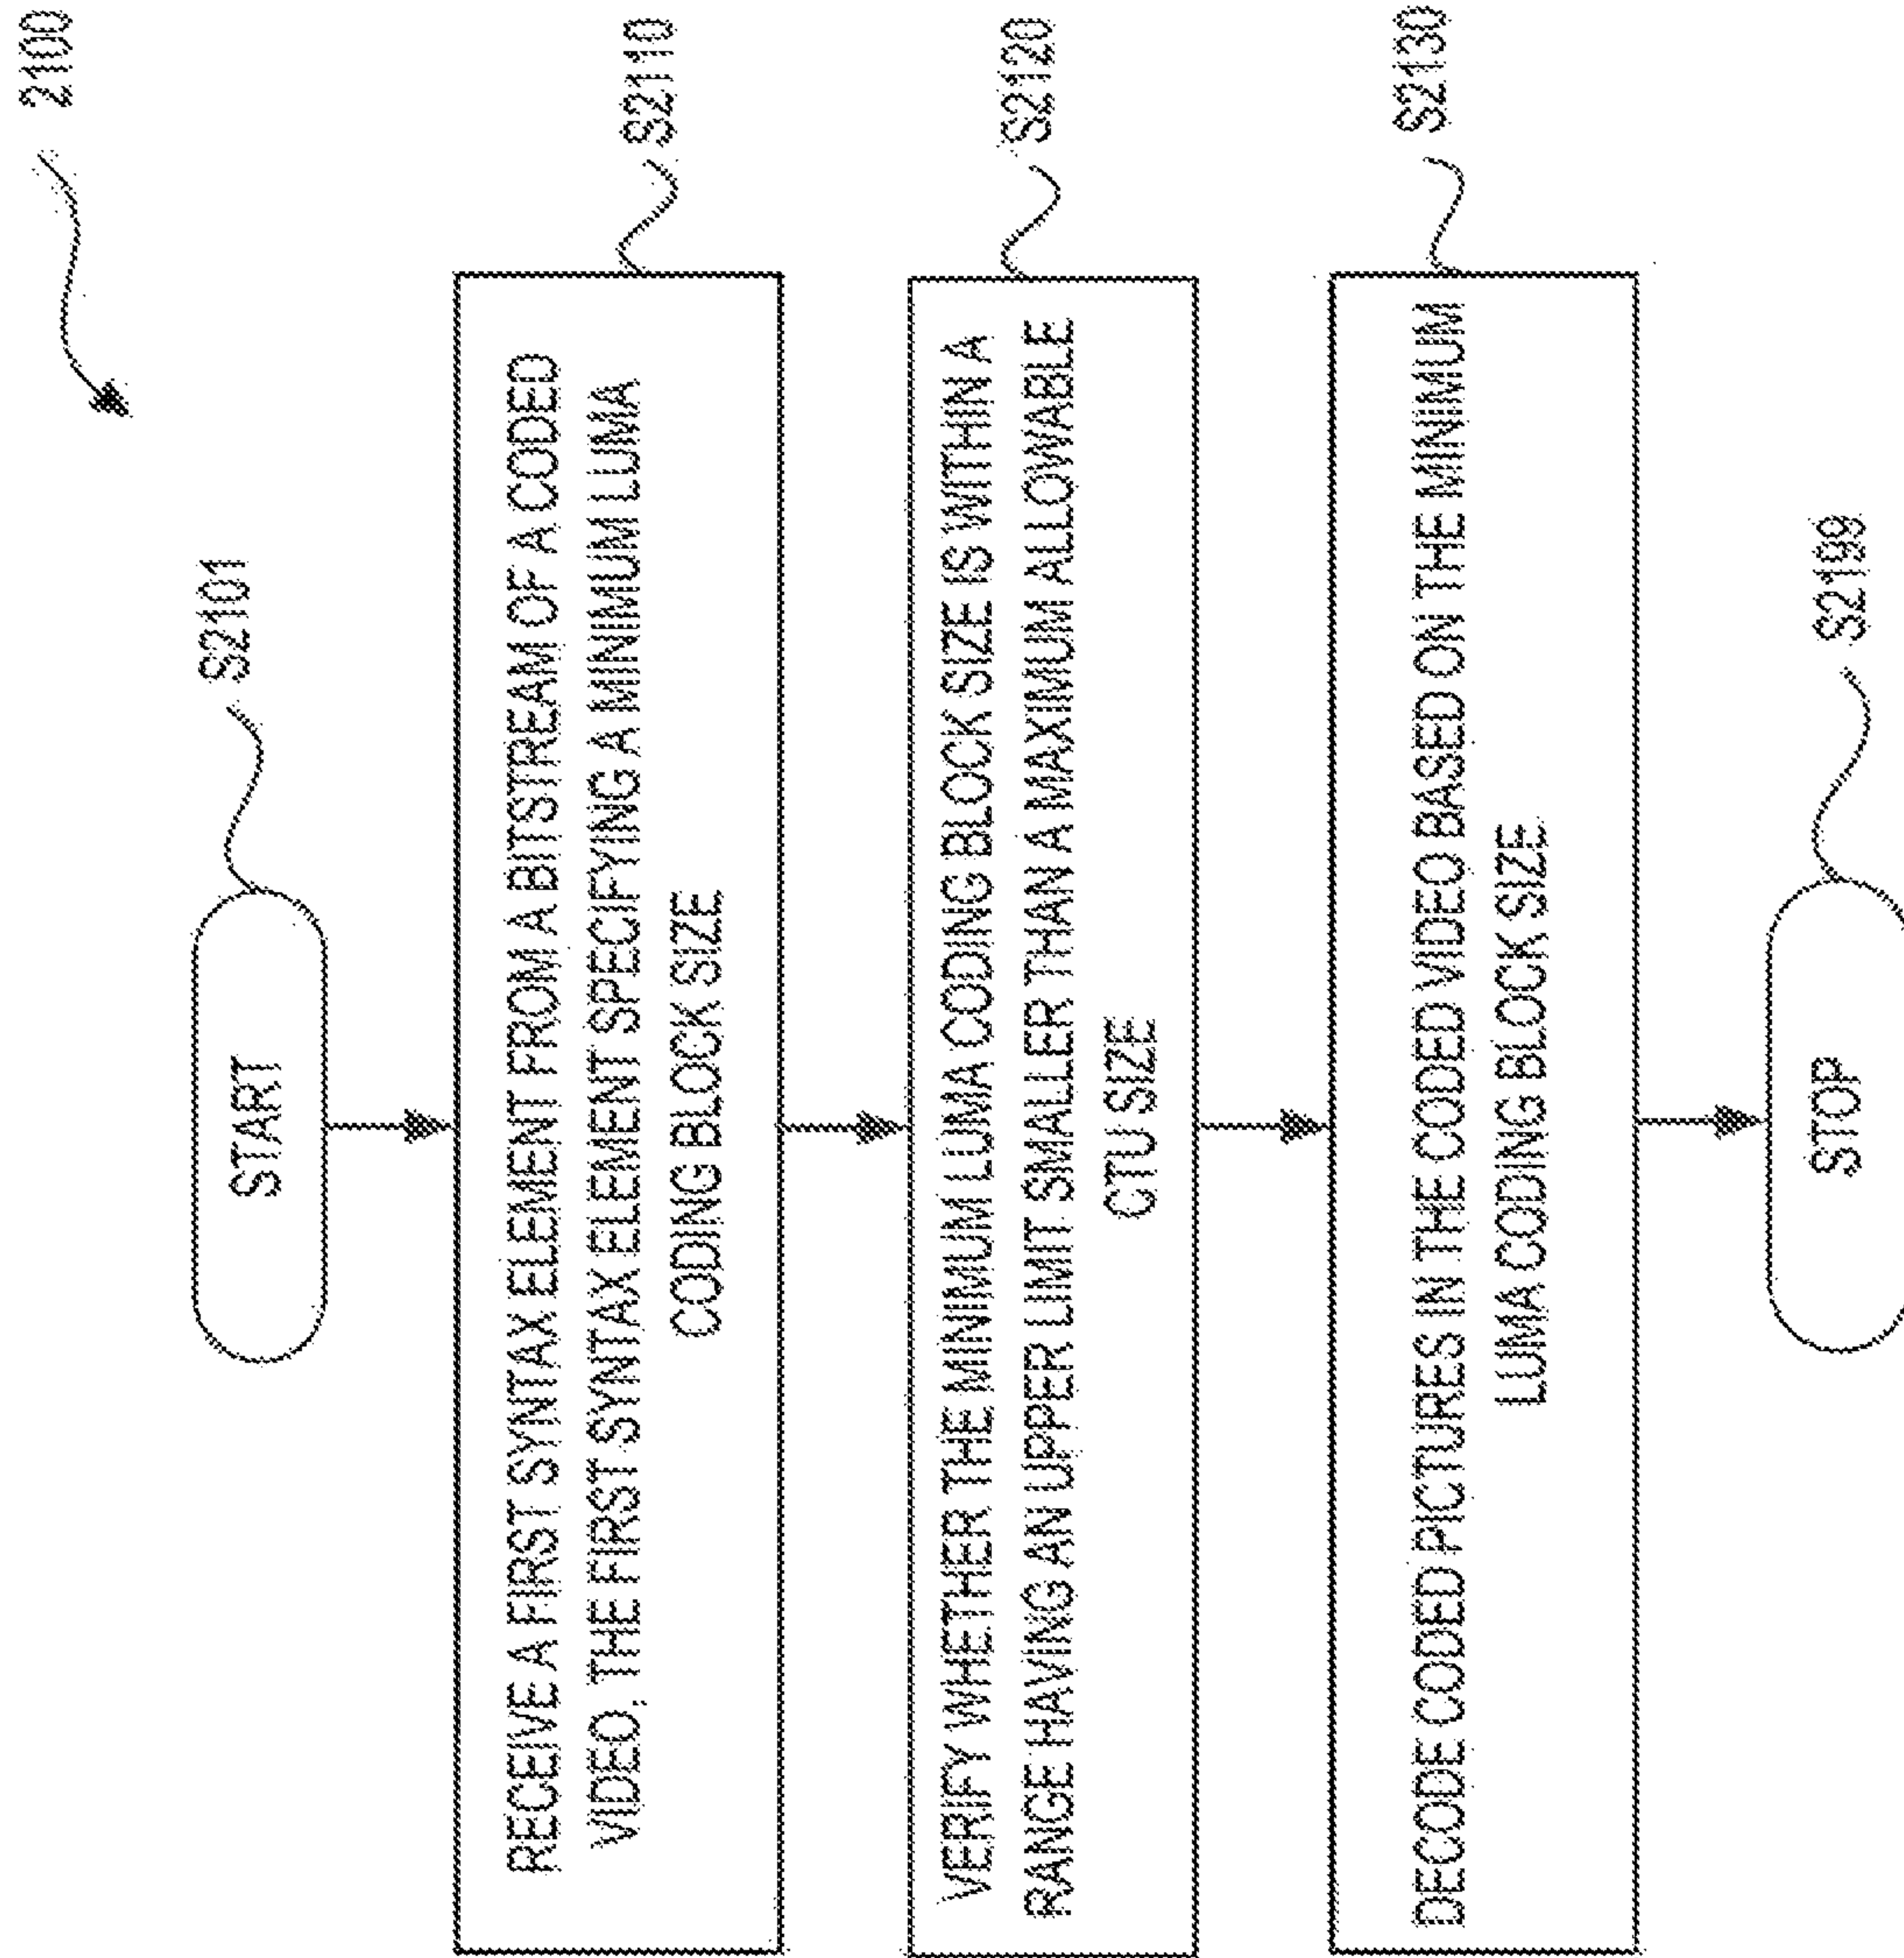 2100
S2101
START
RECEIVE A FIRST SYNTAX ELEMENT FROM A BITSTREAM OF A CODED
VIDEO, THE FIRST SYNTAX ELEMENT SPECIFYING A MINIMUM LUMA
CODING BLOCK SIZE
S2110
VERIFY WHETHER THE MINIMUM LUMA CODING BLOCK SIZE IS WITHIN A
RANGE HAVING AN UPPER LIMIT SMALLER THAN A MAXIMUM ALLOWABLE
CTU SIZE
S2120
DECODE CODED PICTURES IN THE CODED VIDEO BASED ON THE MINIMUM
LUMA CODING BLOCK SIZE
S2130
STOP
S2199